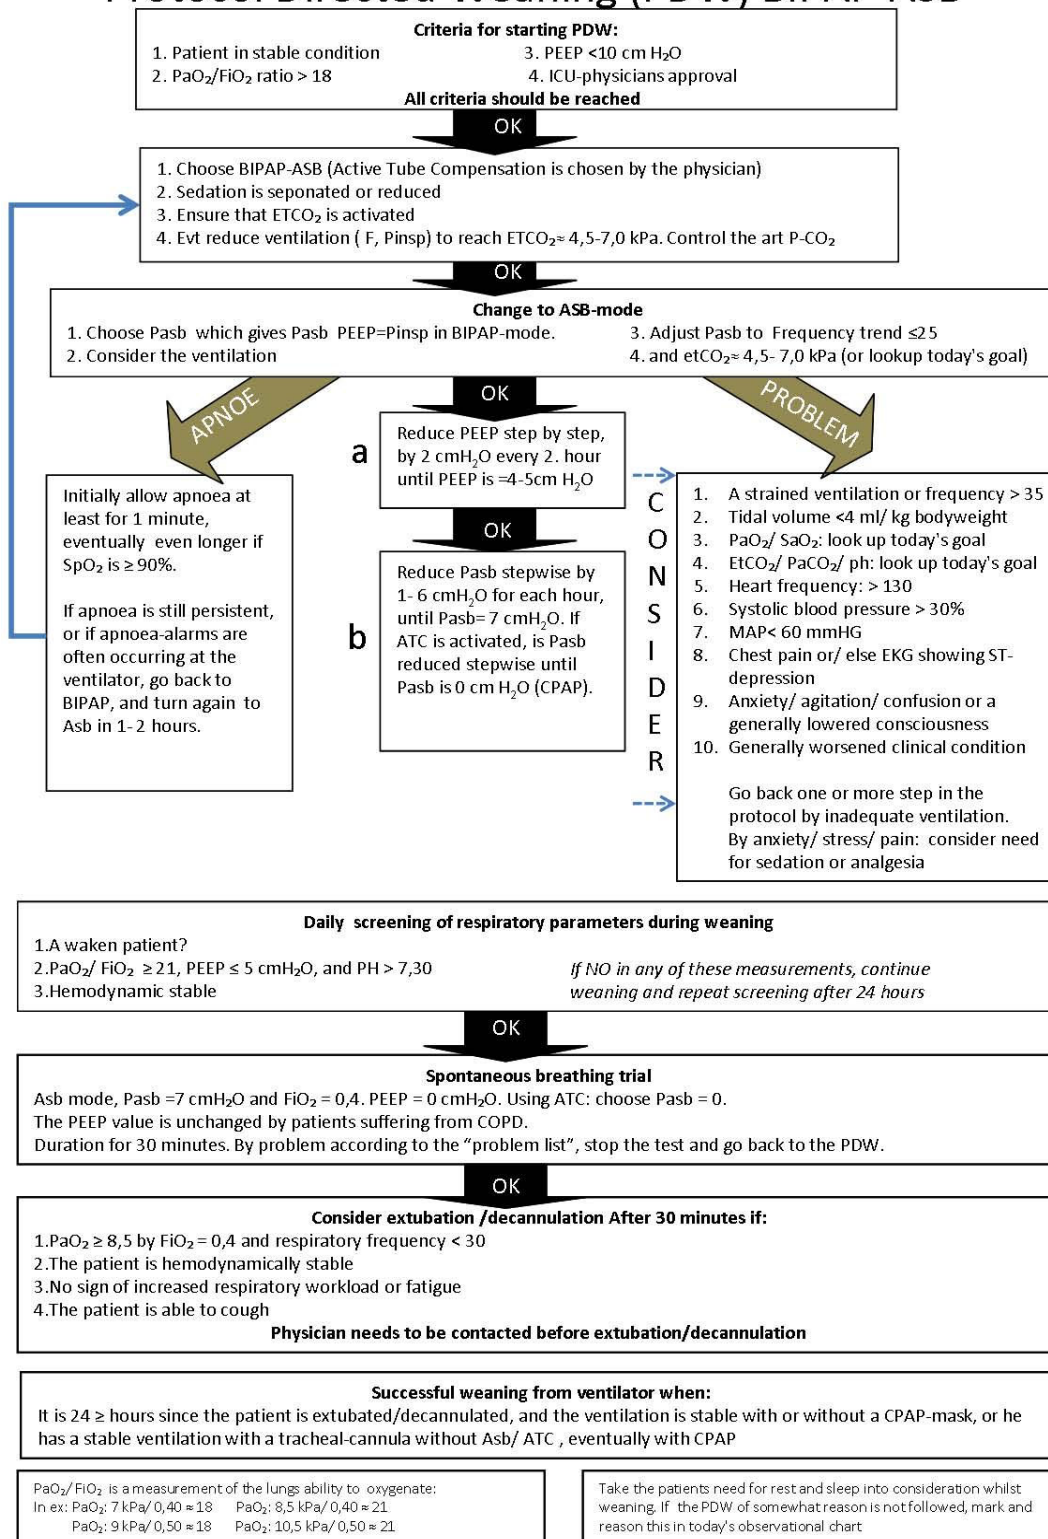 Protocol Directed Weaning (PDW) BIPAP-ASB
Criteria for starting PDW:
1. Patient in stable condition
2. PaO₂/FiO₂ ratio > 18
3. PEEP <10 cm H₂O
4. ICU-physicians approval
All criteria should be reached
OK
1. Choose BIPAP-ASB (Active Tube Compensation is chosen by the physician)
2. Sedation is seponated or reduced
3. Ensure that ETCO₂ is activated
4. Evt reduce ventilation ( F, Pinsp) to reach ETCO₂≈ 4,5-7,0 kPa. Control the art P-CO₂
OK
Change to ASB-mode
1. Choose Pasb which gives Pasb PEEP=Pinsp in BIPAP-mode.
2. Consider the ventilation
3. Adjust Pasb to Frequency trend ≤25
4. and etCO₂≈ 4,5- 7,0 kPa (or lookup today's goal)
APNOE
OK
PROBLEM
Initially allow apnoea at
least for 1 minute,
eventually even longer if
SpO₂ is ≥ 90%.
If apnoea is still persistent,
or if apnoea-alarms are
often occurring at the
ventilator, go back to
BIPAP, and turn again to
Asb in 1-2 hours.
a
Reduce PEEP step by step,
by 2 cmH₂O every 2. hour
until PEEP is =4-5cm H₂O
OK
b
Reduce Pasb stepwise by
1- 6 cmH₂O for each hour,
until Pasb= 7 cmH₂O. If
ATC is activated, is Pasb
reduced stepwise until
Pasb is 0 cm H₂O (CPAP).
C
O
N
S
I
D
E
R
1. A strained ventilation or frequency > 35
2. Tidal volume <4 ml/ kg bodyweight
3. PaO₂/ SaO₂: look up today's goal
4. EtCO₂/ PaCO₂/ ph: look up today's goal
5. Heart frequency: > 130
6. Systolic blood pressure > 30%
7. MAP< 60 mmHG
8. Chest pain or/ else EKG showing ST-
depression
9. Anxiety/ agitation/ confusion or a
generally lowered consciousness
10. Generally worsened clinical condition
Go back one or more step in the
protocol by inadequate ventilation.
By anxiety/ stress/ pain: consider need
for sedation or analgesia
Daily screening of respiratory parameters during weaning
1.A waken patient?
2.PaO₂/ FiO₂ ≥ 21, PEEP ≤ 5 cmH₂O, and PH > 7,30
3.Hemodynamic stable
If NO in any of these measurements, continue
weaning and repeat screening after 24 hours
OK
Spontaneous breathing trial
Asb mode, Pasb =7 cmH₂O and FiO₂ = 0,4. PEEP = 0 cmH₂O. Using ATC: choose Pasb = 0.
The PEEP value is unchanged by patients suffering from COPD.
Duration for 30 minutes. By problem according to the “problem list”, stop the test and go back to the PDW.
OK
Consider extubation /decannulation After 30 minutes if:
1.PaO₂ ≥ 8,5 by FiO₂ = 0,4 and respiratory frequency < 30
2.The patient is hemodynamically stable
3.No sign of increased respiratory workload or fatigue
4.The patient is able to cough
Physician needs to be contacted before extubation/decannulation
Successful weaning from ventilator when:
It is 24 ≥ hours since the patient is extubated/decannulated, and the ventilation is stable with or without a CPAP-mask, or he
has a stable ventilation with a tracheal-cannula without Asb/ ATC , eventually with CPAP
PaO₂/ FiO₂ is a measurement of the lungs ability to oxygenate:
In ex: PaO₂: 7 kPa/ 0,40 ≈ 18 PaO₂: 8,5 kPa/ 0,40 ≈ 21
PaO₂: 9 kPa/ 0,50 ≈ 18 PaO₂: 10,5 kPa/ 0,50 ≈ 21
Take the patients need for rest and sleep into consideration whilst
weaning. If the PDW of somewhat reason is not followed, mark and
reason this in today's observational chart